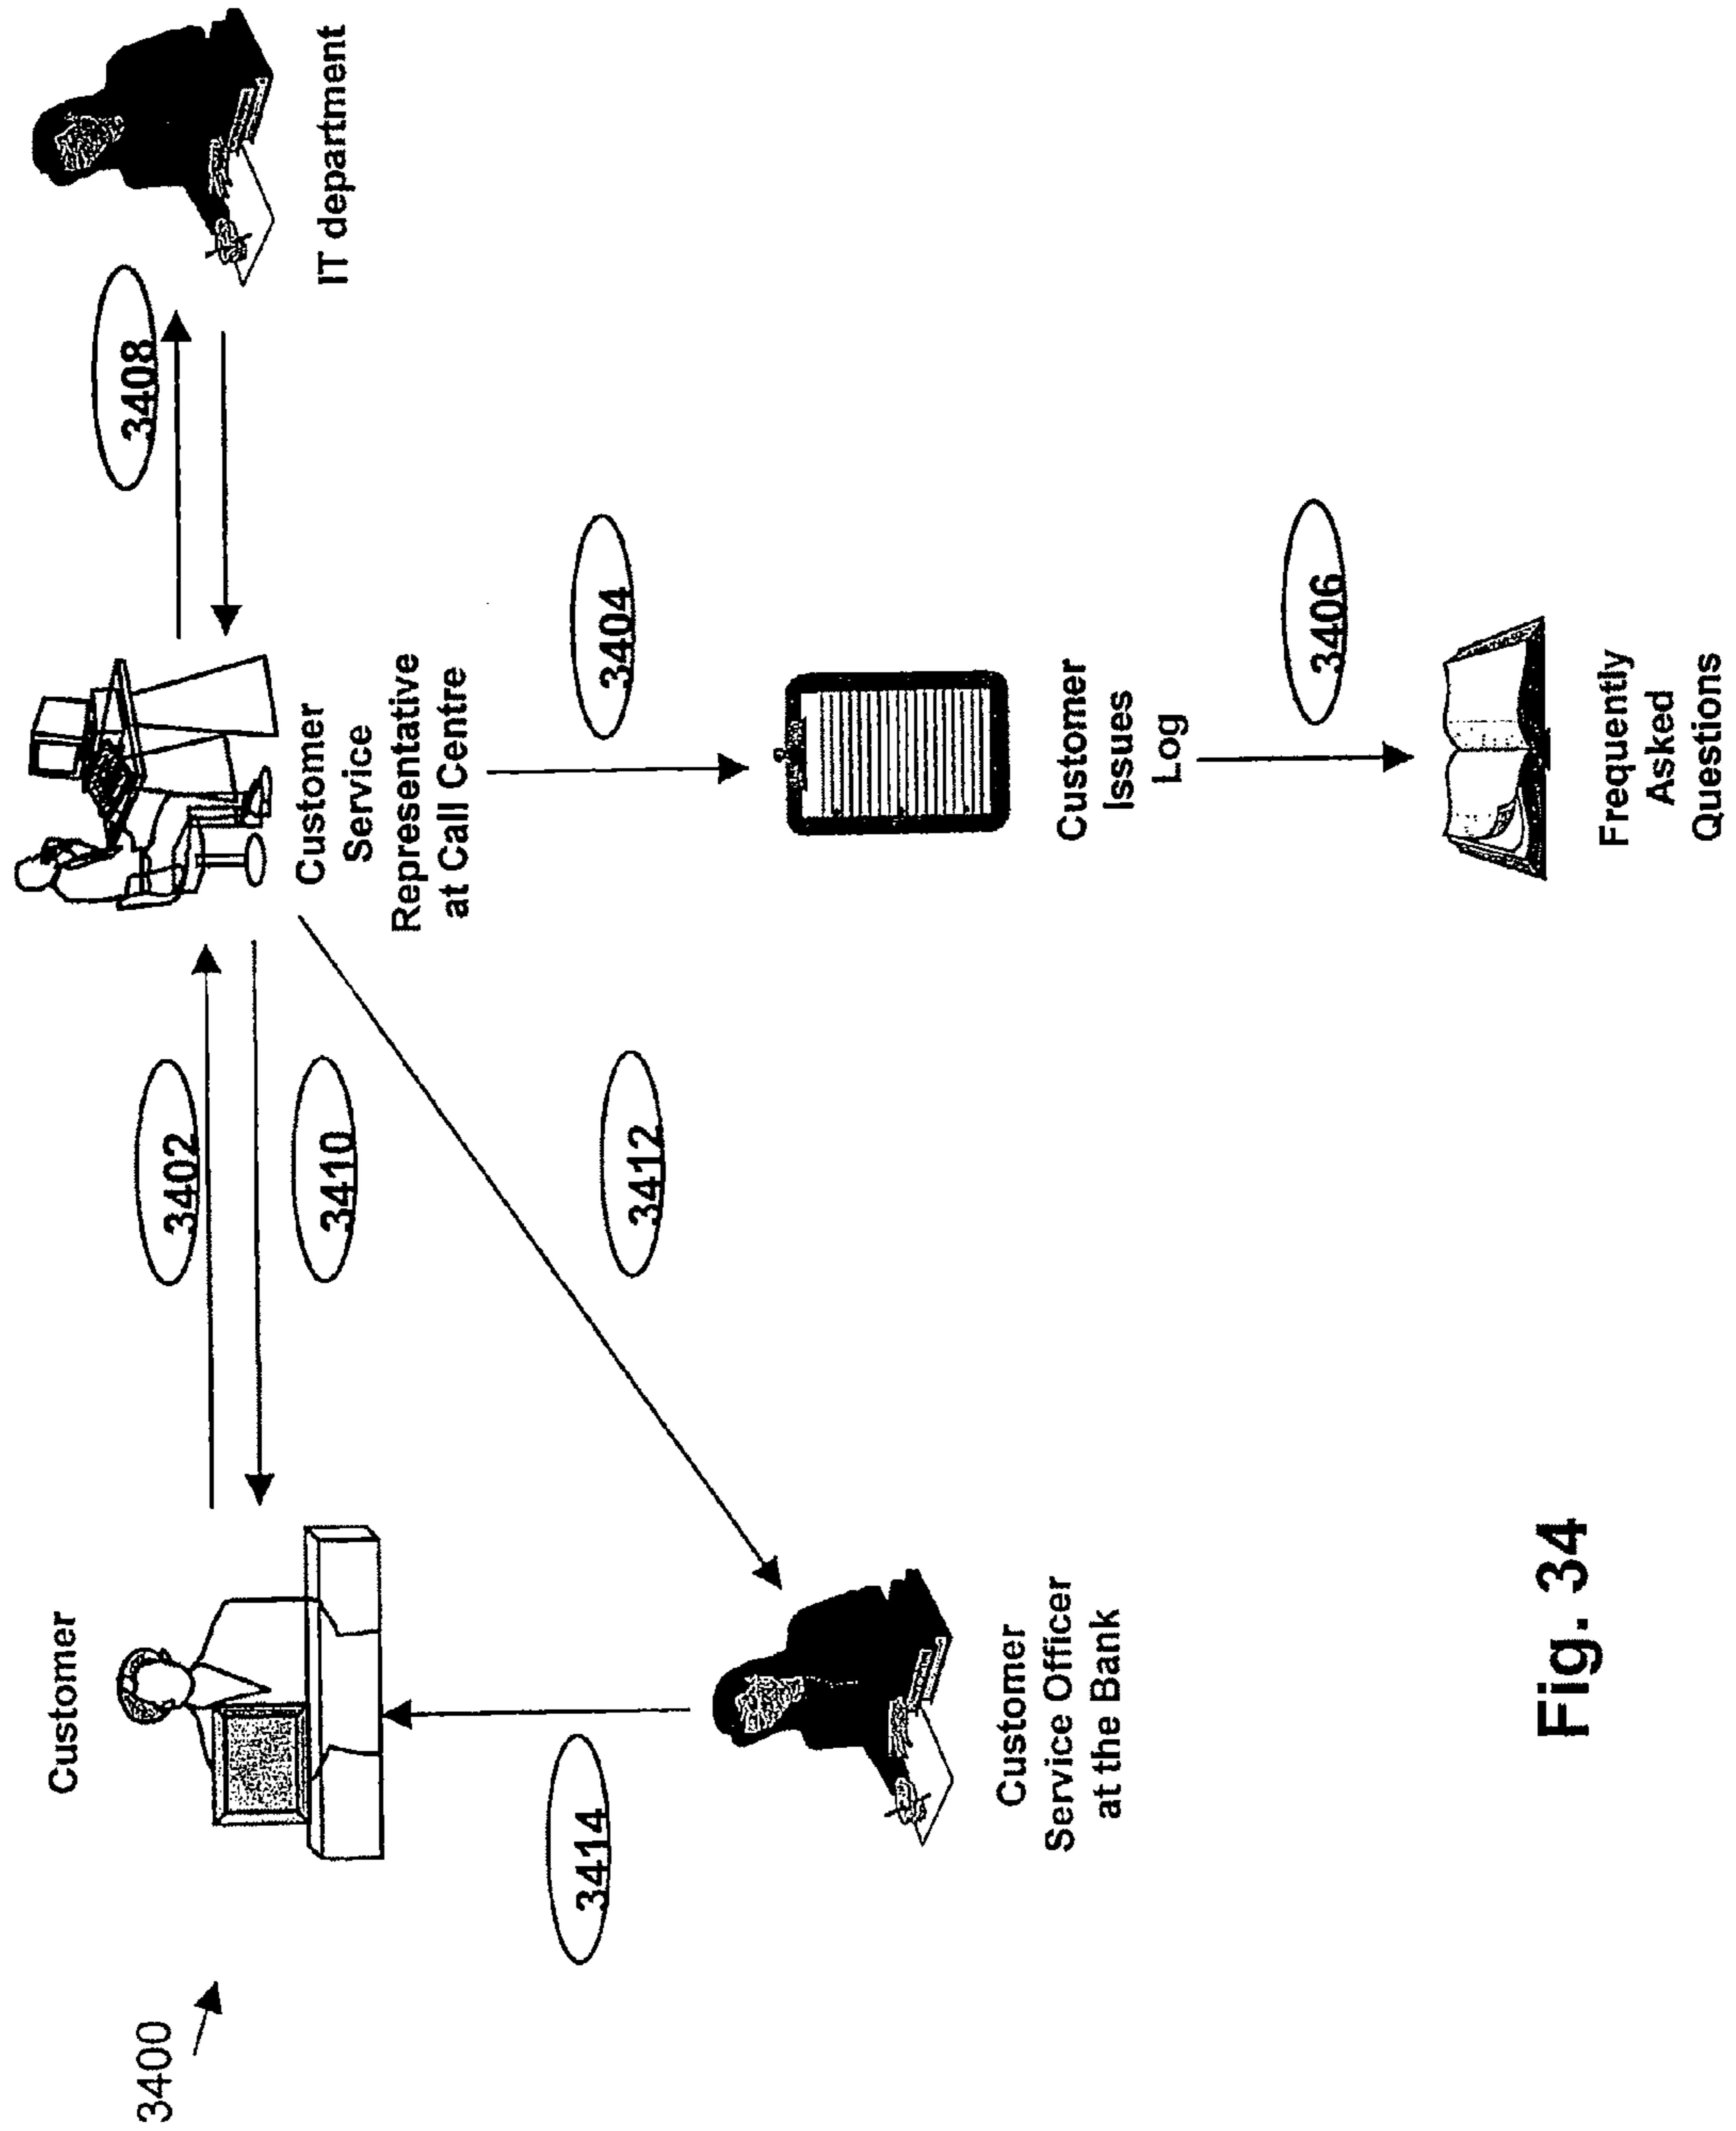 3400
Customer
3402
3408
3410
Customer
Service
Representative
at Call Centre
IT department
3414
3412
3404
Customer
Service Officer
at the Bank
Customer
Issues
Log
3406
Frequently
Asked
Questions
Fig. 34